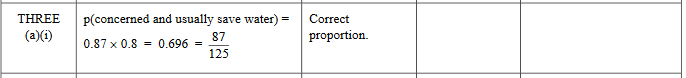 THREE
(a)(i)
p(concerned and usually save water) =
0.87 x 0.8 = 0.696 = 87/125
Correct
proportion.